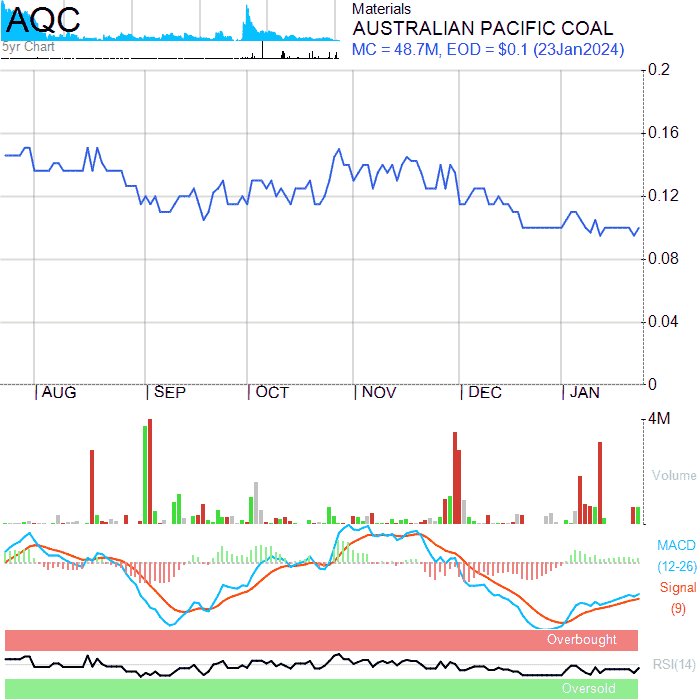 AQC
5yr Chart
Materials
AUSTRALIAN PACIFIC COAL
MC = 48.7M, EOD = $0.1 (23Jan2024)
0.2
0.16
0.12
0.08
0.04
0
AUG SEP OCT NOV DEC JAN
4M
Volume
MACD
(12-26)
Signal
(9)
Overbought
RSI(14)
Oversold